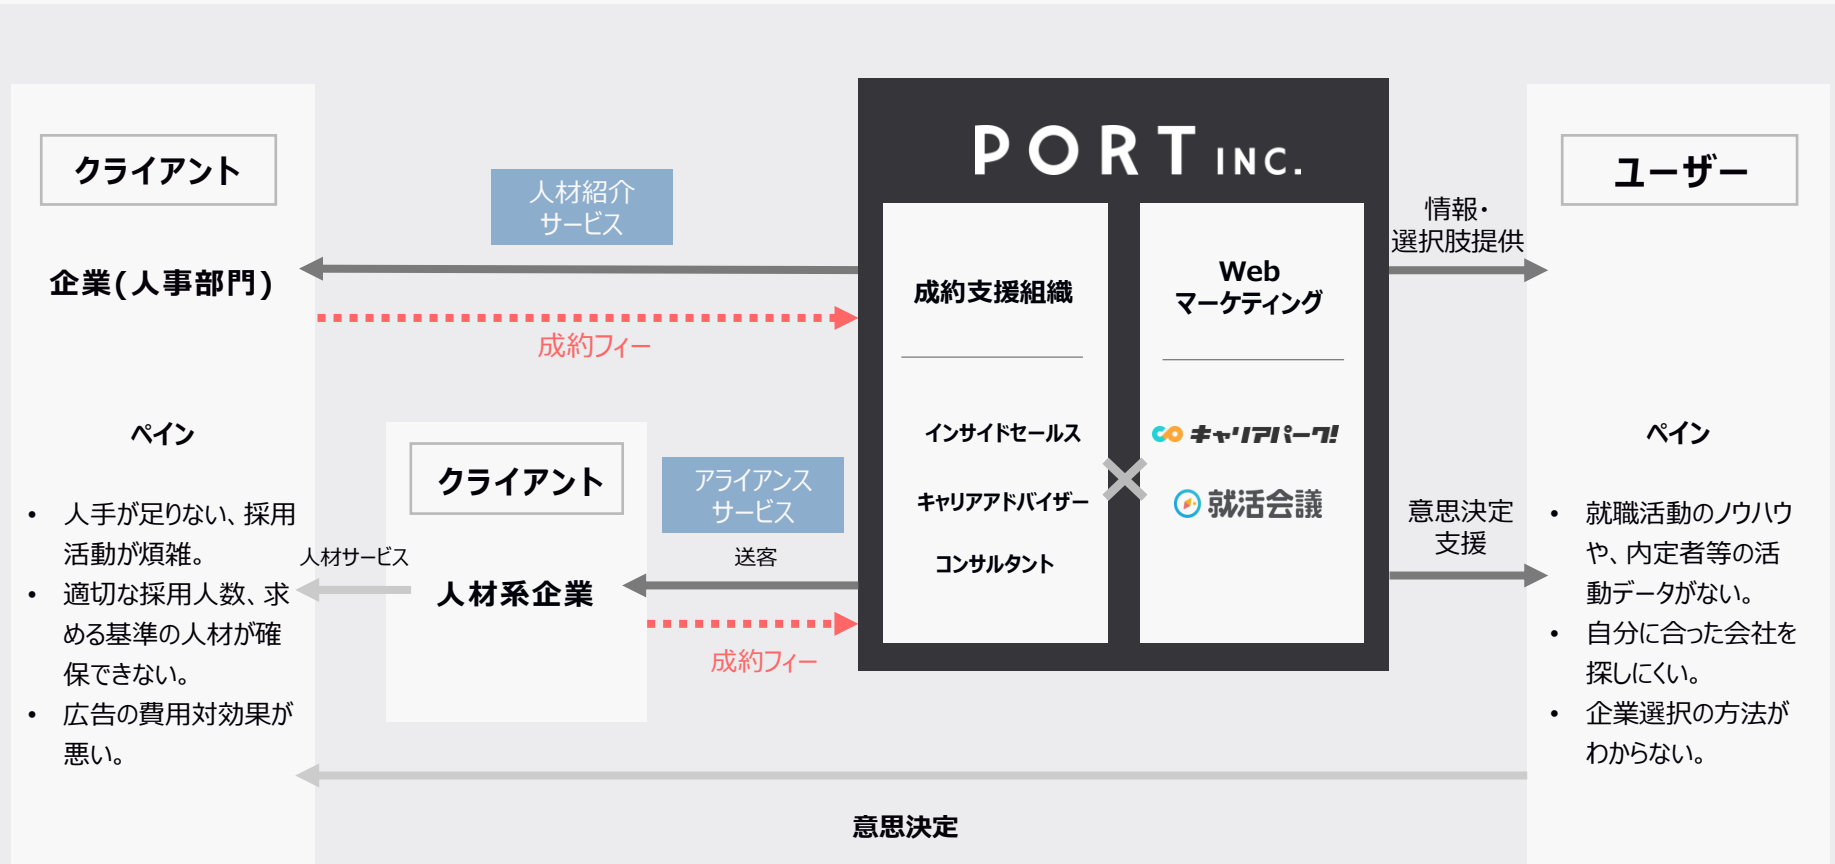 クライアント
企業(人事部門)
ペイン
• 人手が足りない、採用
活動が煩雑。
• 適切な採用人数、求
める基準の人材が確
保できない。
• 広告の費用対効果が
悪い。
人材紹介
サービス
成約フィー
クライアント
人材系企業
人材サービス
アライアンス
サービス
送客
成約フィー
PORT INC.
成約支援組織
インサイドセールス
キャリアアドバイザー
コンサルタント
Web
マーケティング
キャリアパーク!
就活会議
情報・
選択肢提供
意思決定
支援
ユーザー
ペイン
• 就職活動のノウハウ
や、内定者等の活
動データがない。
• 自分に合った会社を
探しにくい。
• 企業選択の方法が
わからない。
意思決定